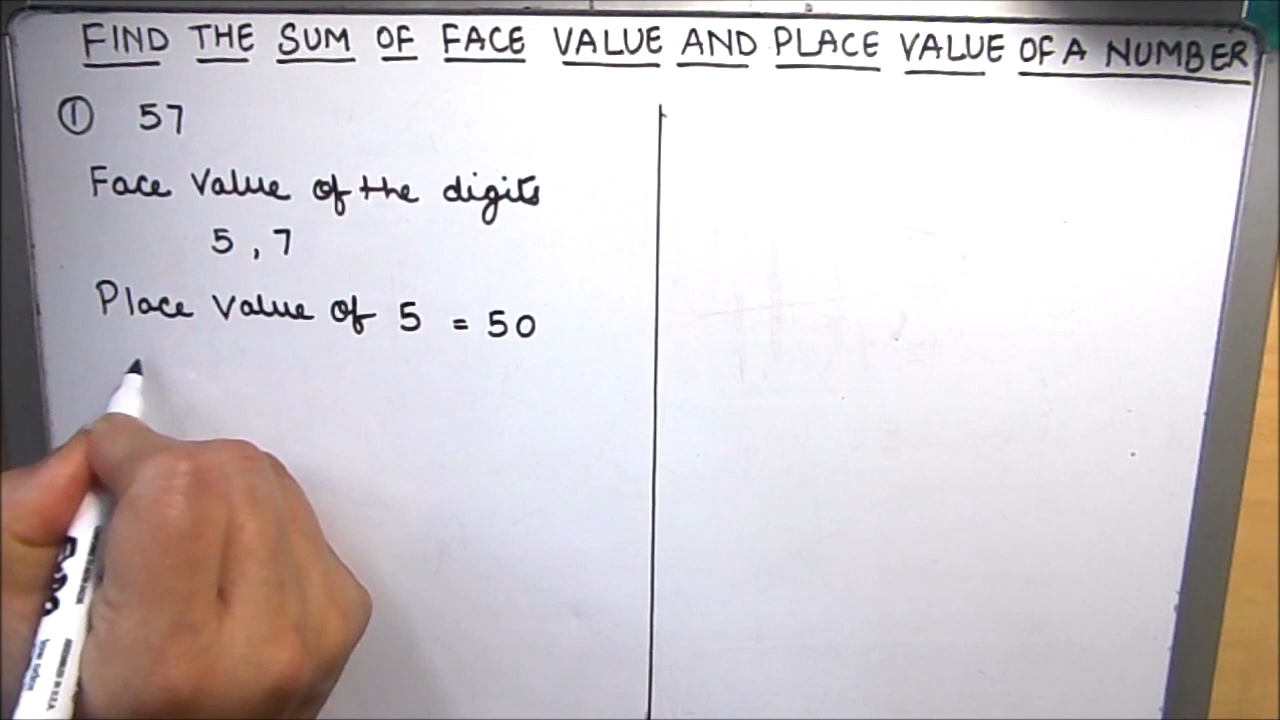 FIND THE SUM OF FACE VALUE AND PLACE VALUE OF A NUMBER
① 57
Face Value of the digits
5 , 7
Place Value of 5 = 50
EXPO